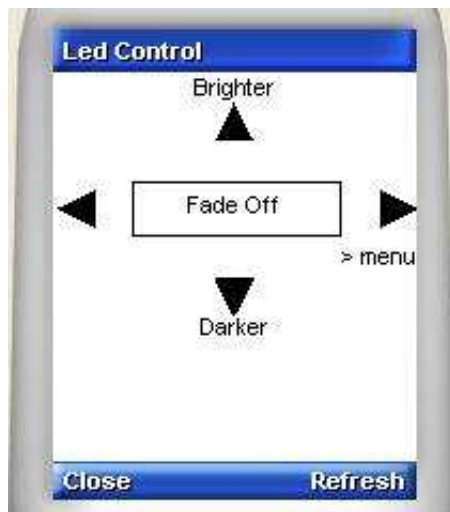 Led Control
Brighter
Fade Off
> menu
Darker
Close Refresh